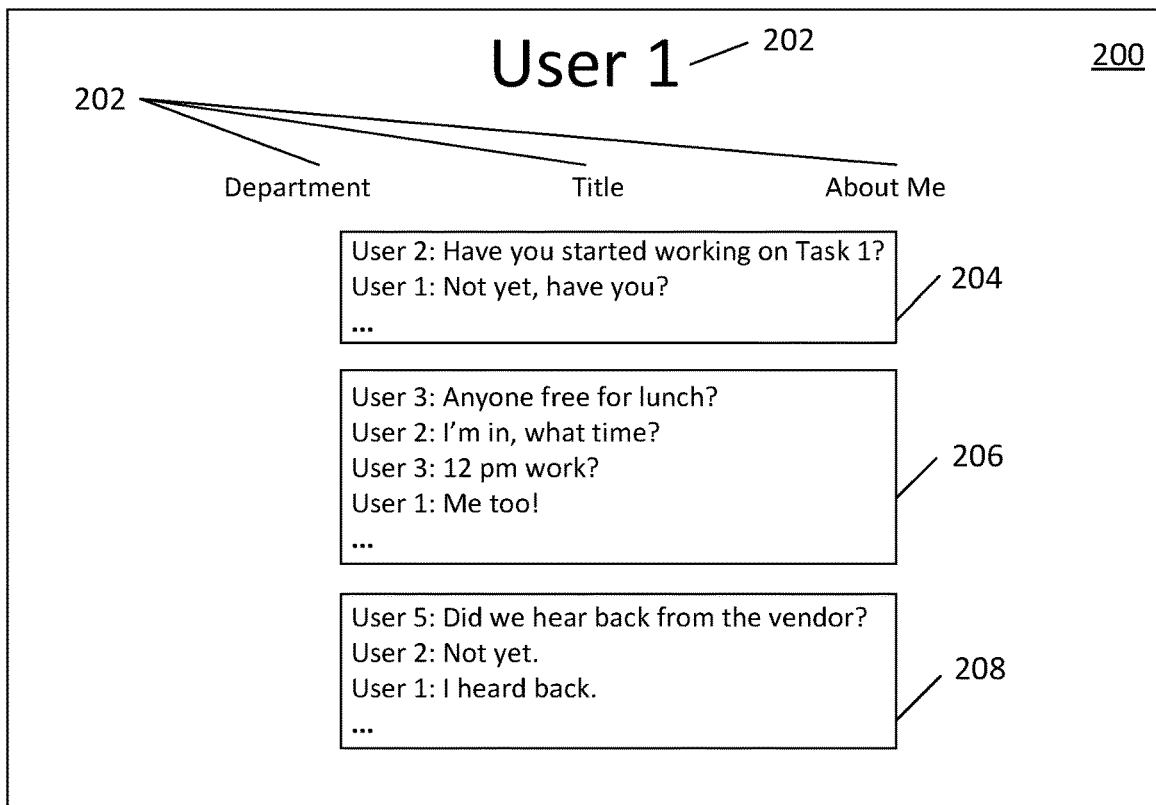 User 1
202
200
202
Department
Title
About Me
User 2: Have you started working on Task 1?
User 1: Not yet, have you?
...
204
User 3: Anyone free for lunch?
User 2: I'm in, what time?
User 3: 12 pm work?
User 1: Me too!
...
206
User 5: Did we hear back from the vendor?
User 2: Not yet.
User 1: I heard back.
...
208